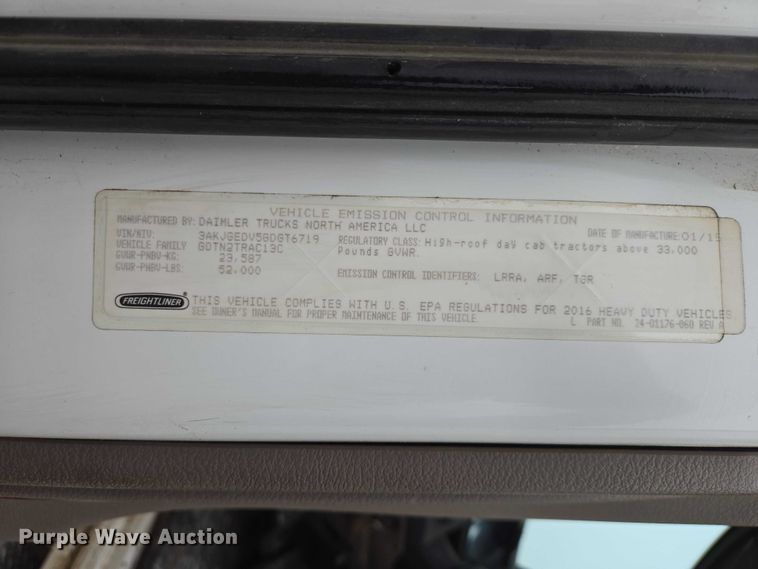 VEHICLE EMISSION CONTROL INFORMATION
MANUFACTURED BY: DAIMLER TRUCKS NORTH AMERICA LLC DATE OF MANUFACTURE: 01/15
VIN/NIV: 3AKJGEDV5GDGT6719 REGULATORY CLASS: High-roof day cab tractors above 33,000
VEHICLE FAMILY GDTN2TRAC13C Pounds GVWR.
GVWR-PNBV-KG: 23,587
GVWR-PNBV-LBS: 52,000 EMISSION CONTROL IDENTIFIERS: LRRA, ARF, TGR
FREIGHTLINER THIS VEHICLE COMPLIES WITH U.S. EPA REGULATIONS FOR 2016 HEAVY DUTY VEHICLES
SEE OWNER'S MANUAL FOR PROPER MAINTENANCE OF THIS VEHICLE. L PART NO. 24-01176-060 REV A
Purple Wave Auction